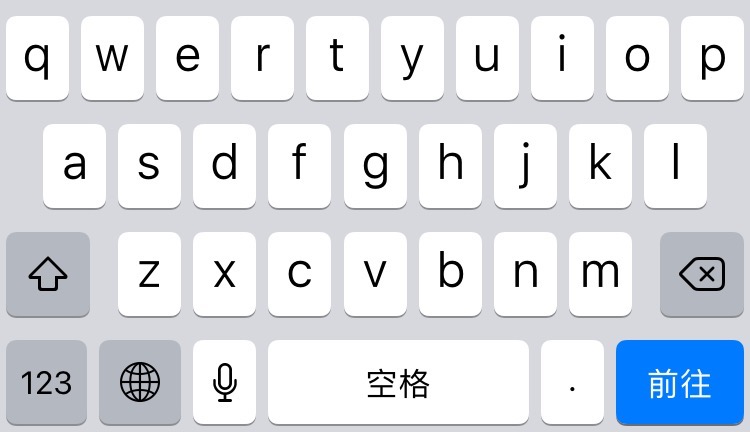 q w e r t y u i o p
a s d f g h j k l
z x c v b n m
123 空格 . 前往